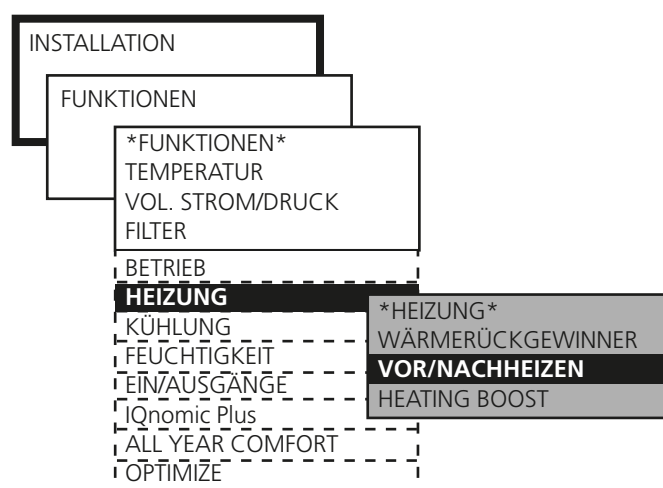 INSTALLATION
FUNKTIONEN
*FUNKTIONEN*
TEMPERATUR
VOL. STROM/DRUCK
FILTER
BETRIEB
HEIZUNG
KÜHLUNG
FEUCHTIGKEIT
EIN/AUSGÄNGE
IQnomic Plus
ALL YEAR COMFORT
OPTIMIZE
*HEIZUNG*
WÄRMERÜCKGEWINNER
VOR/NACHHEIZEN
HEATING BOOST